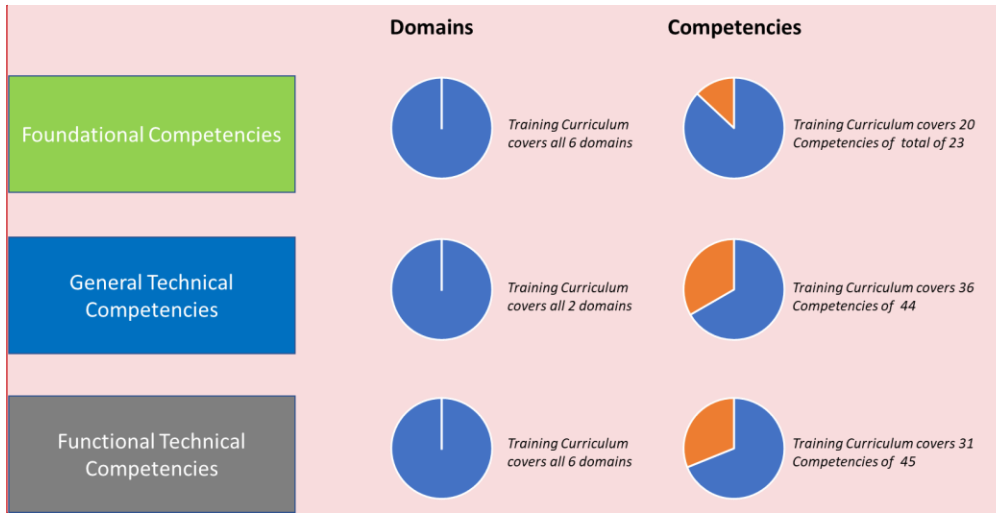 Domains
Competencies
Foundational Competencies
Training Curriculum
covers all 6 domains
Training Curriculum covers 20
Competencies of  total of 23
General Technical
Competencies
Training Curriculum
covers all 2 domains
Training Curriculum covers 36
Competencies of  44
Functional Technical
Competencies
Training Curriculum
covers all 6 domains
Training Curriculum covers 31
Competencies of  45